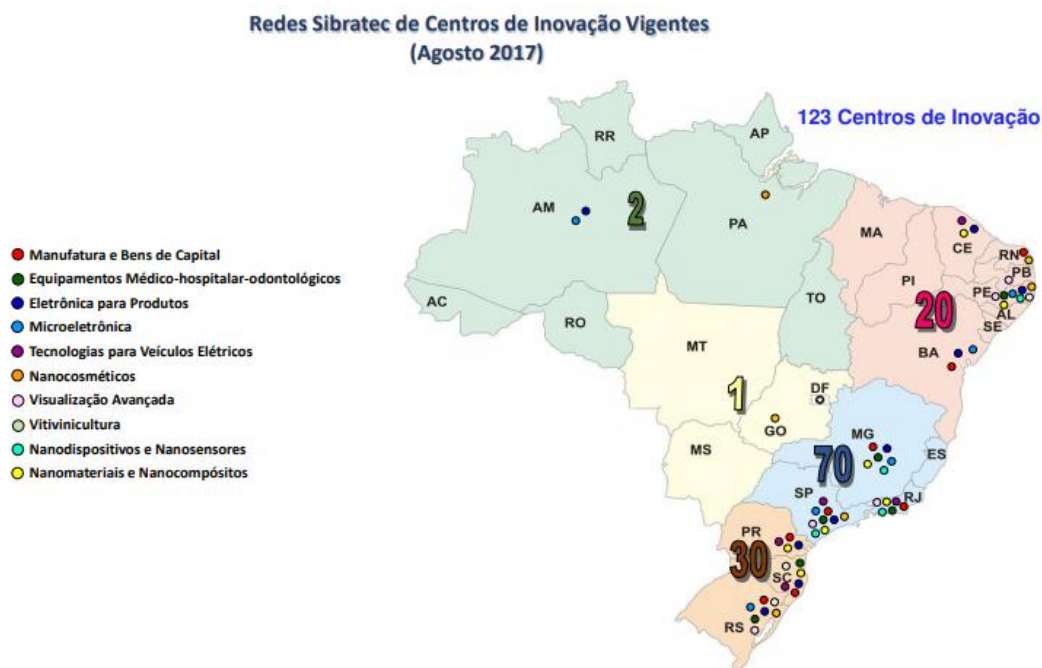 Redes Sibratec de Centros de Inovação Vigentes
(Agosto 2017)
123 Centros de Inovação
RR
AP
AM
2
PA
MA
CE
RN
PB
PE
AL
SE
PI
20
BA
AC
RO
TO
MT
1
DF
GO
MS
MG
ES
70
SP
RJ
PR
30
SC
RS
Manufatura e Bens de Capital
Equipamentos Médico-hospitalar-odontológicos
Eletrônica para Produtos
Microeletrônica
Tecnologias para Veículos Elétricos
Nanocosméticos
Visualização Avançada
Vitivinicultura
Nanodispositivos e Nanosensores
Nanomateriais e Nanocompósitos